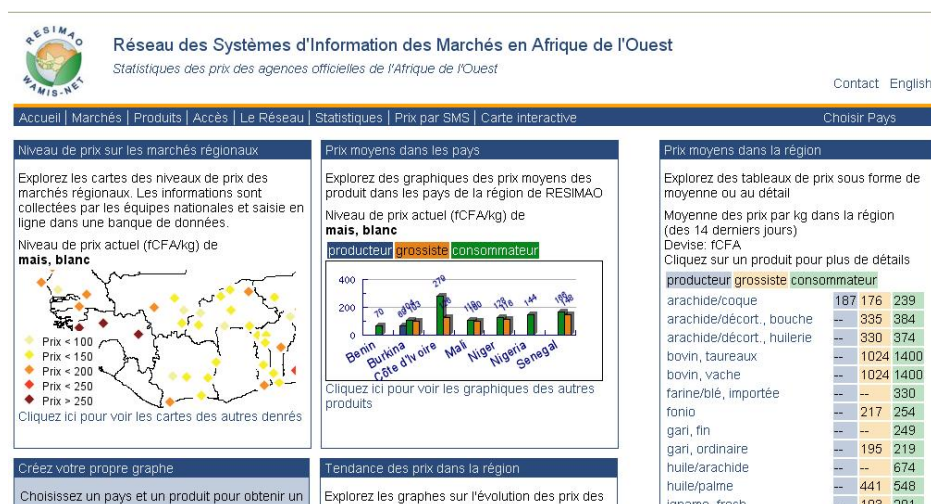 RESIMAO
WAMIS-NET
Réseau des Systèmes d'Information des Marchés en Afrique de l'Ouest
Statistiques des prix des agences officielles de l'Afrique de l'Ouest
Contact English
Accueil | Marchés | Produits | Accès | Le Réseau | Statistiques | Prix par SMS | Carte interactive
Choisir Pays
Niveau de prix sur les marchés régionaux
Explorez les cartes des niveaux de prix des
marchés régionaux. Les informations sont
collectées par les équipes nationales et saisie en
ligne dans une banque de données.
Niveau de prix actuel (fCFA/kg) de
mais, blanc
Prix < 100
Prix < 150
Prix < 200
Prix < 250
Prix > 250
Cliquez ici pour voir les cartes des autres denrés
Prix moyens dans les pays
Explorez des graphiques des prix moyens des
produit dans les pays de la région de RESIMAO
Niveau de prix actuel (fCFA/kg) de
mais, blanc
producteur grossiste consommateur
400
200
0
70
279
144
Benin
Burkina
Côte d'Ivoire
Mali
Niger
Nigeria
Senegal
Cliquez ici pour voir les graphiques des autres
produits
Prix moyens dans la région
Explorez des tableaux de prix sous forme de
moyenne ou au détail
Moyenne des prix par kg dans la région
(des 14 derniers jours)
Devise: fCFA
Cliquez sur un produit pour plus de détails
producteur grossiste consommateur
arachide/coque 187 176 239
arachide/décort., bouche -- 335 384
arachide/décort., huilerie -- 330 374
bovin, taureaux -- 1024 1400
bovin, vache -- 1024 1400
farine/blé, importée -- -- 330
fonio -- 217 254
gari, fin -- -- 249
gari, ordinaire -- 195 219
huile/arachide -- -- 674
huile/palme -- 441 548
Créez votre propre graphe
Choisissez un pays et un produit pour obtenir un
Tendance des prix dans la région
Explorez les graphes sur l'évolution des prix des